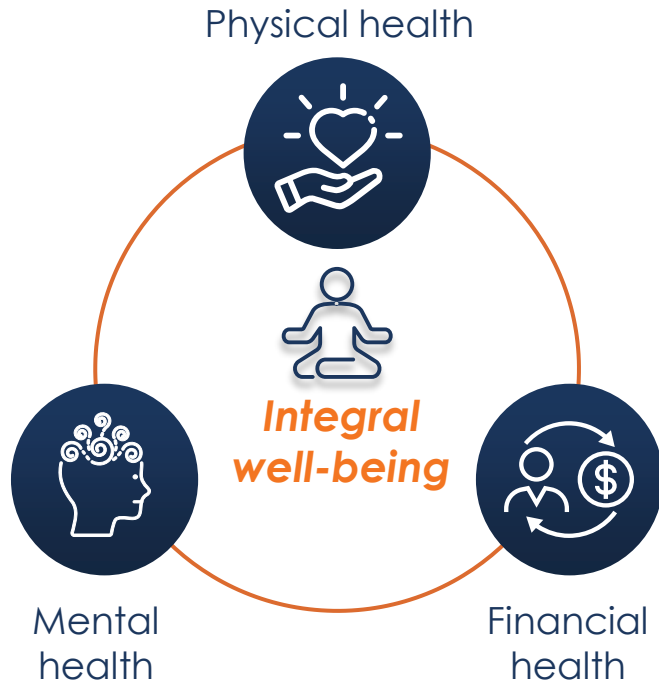 Physical health
Integral
well-being
Mental
health
Financial
health
$